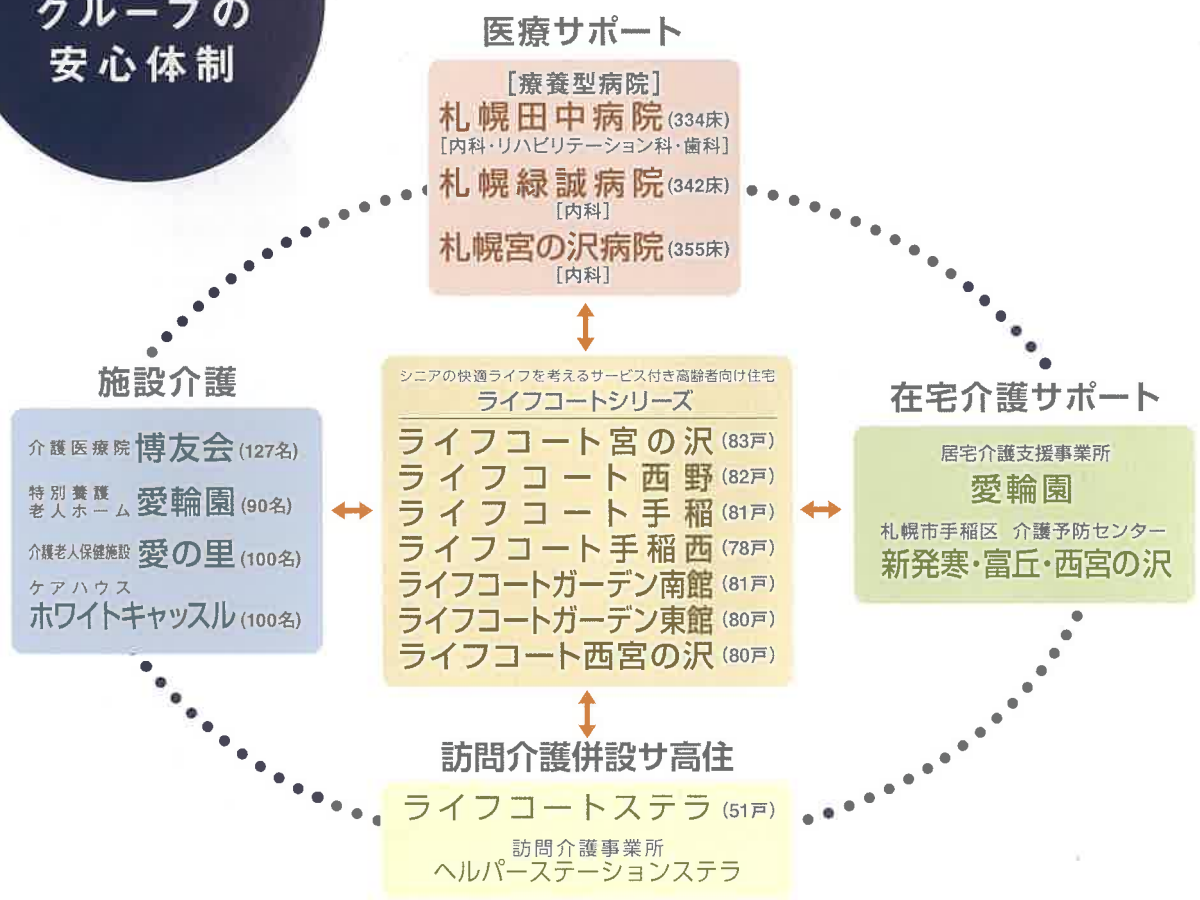 グループの
安心体制
医療サポート
[療養型病院]
札幌田中病院(334床)
[内科・リハビリテーション科・歯科]
札幌緑誠病院(342床)
[内科]
札幌宮の沢病院(355床)
[内科]
施設介護
介護医療院 博友会(127名)
特別養護
老人ホーム 愛輪園(90名)
介護老人保健施設 愛の里(100名)
ケアハウス
ホワイトキャッスル(100名)
シニアの快適ライフを考えるサービス付き高齢者向け住宅
ライフコートシリーズ
ライフコート宮の沢(83戸)
ライフコート西野(82戸)
ライフコート手稲(81戸)
ライフコート手稲西(78戸)
ライフコートガーデン南館(81戸)
ライフコートガーデン東館(80戸)
ライフコート西宮の沢(80戸)
在宅介護サポート
居宅介護支援事業所
愛輪園
札幌市手稲区 介護予防センター
新発寒・富丘・西宮の沢
訪問介護併設サ高住
ライフコートステラ(51戸)
訪問介護事業所
ヘルパーステーションステラ